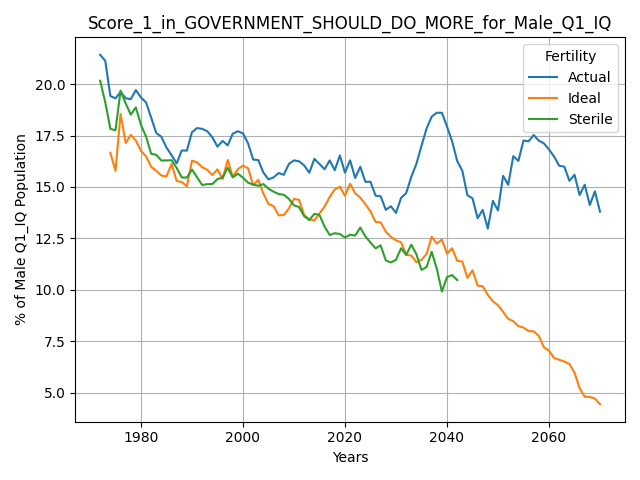 Score_1_in_GOVERNMENT_SHOULD_DO_MORE_for_Male_Q1_IQ
Fertility
Actual
Ideal
Sterile
% of Male Q1_IQ Population
20.0
17.5
15.0
12.5
10.0
7.5
5.0
1980
2000
2020
2040
2060
Years